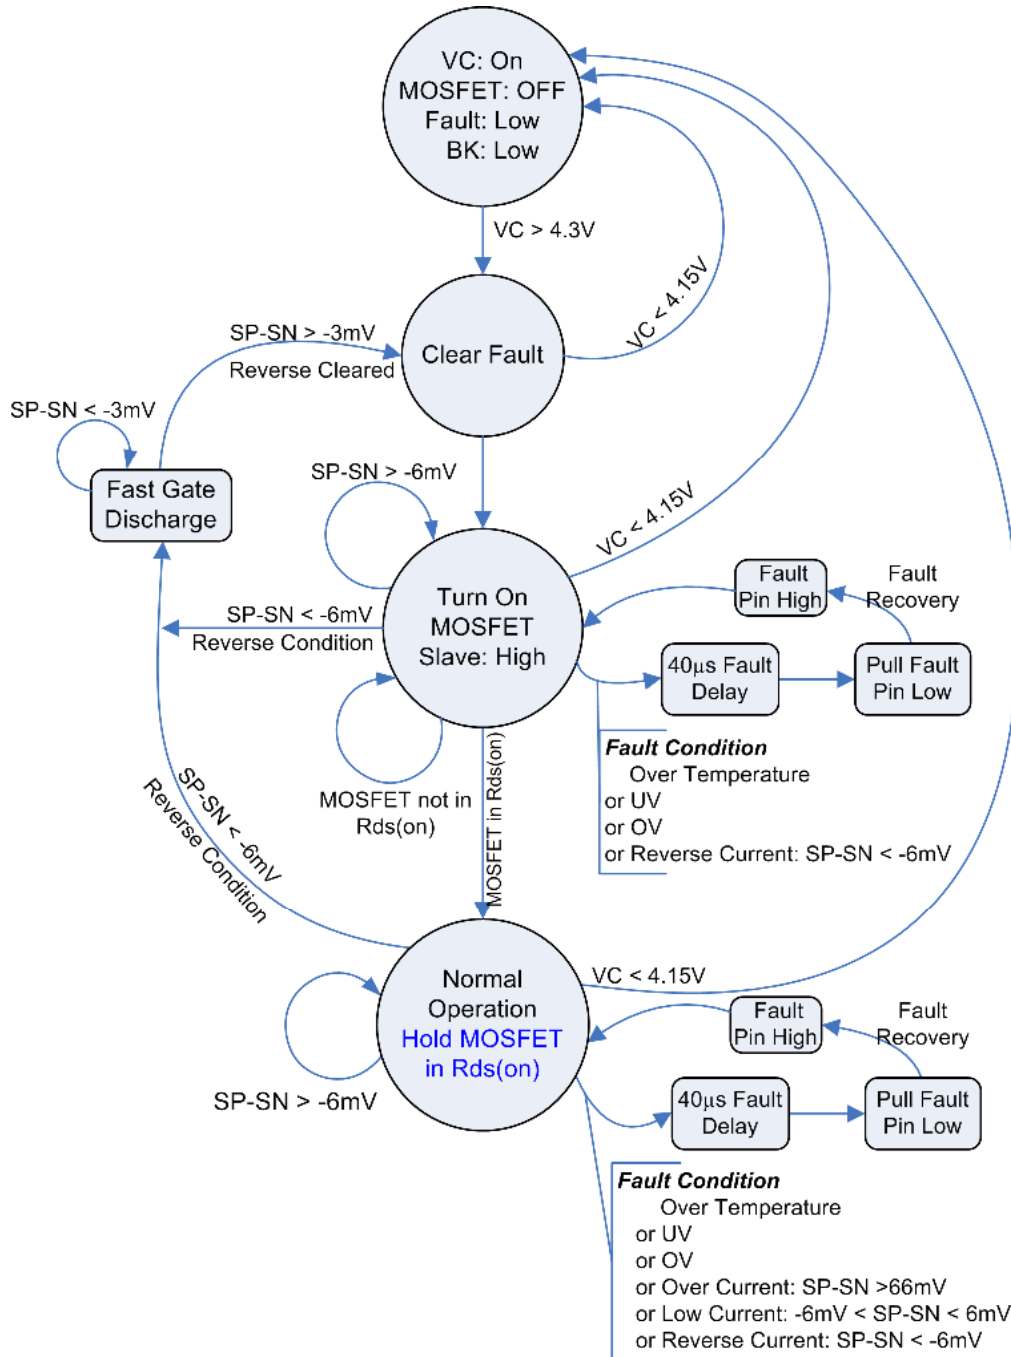 VC: On
MOSFET: OFF
Fault: Low
BK: Low
VC > 4.3V
VC < 4.15V
SP-SN > -3mV
Reverse Cleared
Clear Fault
SP-SN < -3mV
Fast Gate
Discharge
SP-SN > -6mV
VC < 4.15V
Turn On
MOSFET
Slave: High
SP-SN < -6mV
Reverse Condition
Fault
Pin High
Fault
Recovery
40µs Fault
Delay
Pull Fault
Pin Low
Fault Condition
Over Temperature
or UV
or OV
or Reverse Current: SP-SN < -6mV
MOSFET not in
Rds(on)
MOSFET in Rds(on)
SP-SN < -6mV
Reverse Condition
Normal
Operation
Hold MOSFET
in Rds(on)
VC < 4.15V
SP-SN > -6mV
Fault
Pin High
Fault
Recovery
40µs Fault
Delay
Pull Fault
Pin Low
Fault Condition
Over Temperature
or UV
or OV
or Over Current: SP-SN >66mV
or Low Current: -6mV < SP-SN < 6mV
or Reverse Current: SP-SN < -6mV